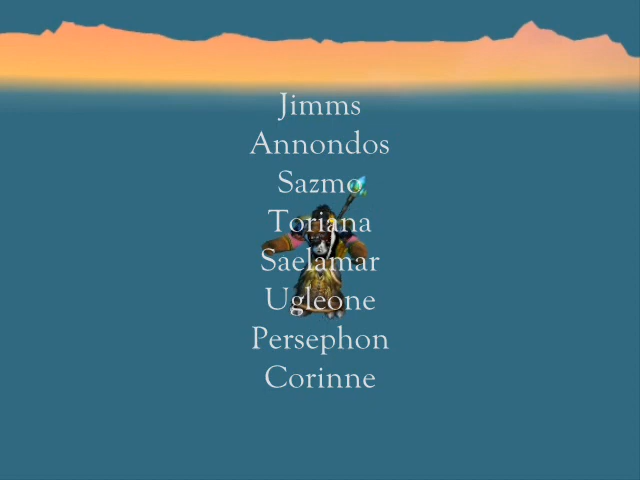 Jimms
Annondos
Sazmo
Toriana
Saelamar
Ugleone
Persephon
Corinne